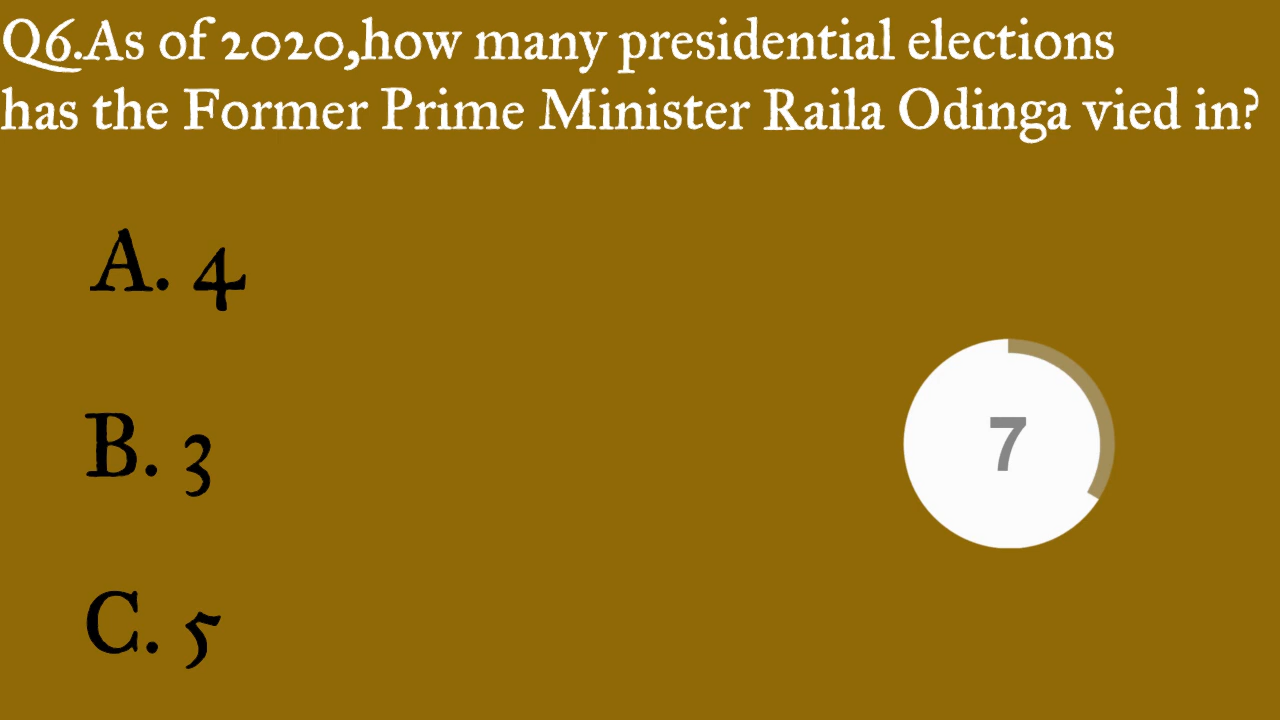 Q6.As of 2020,how many presidential elections
has the Former Prime Minister Raila Odinga vied in?
A. 4
B. 3
7
C. 5